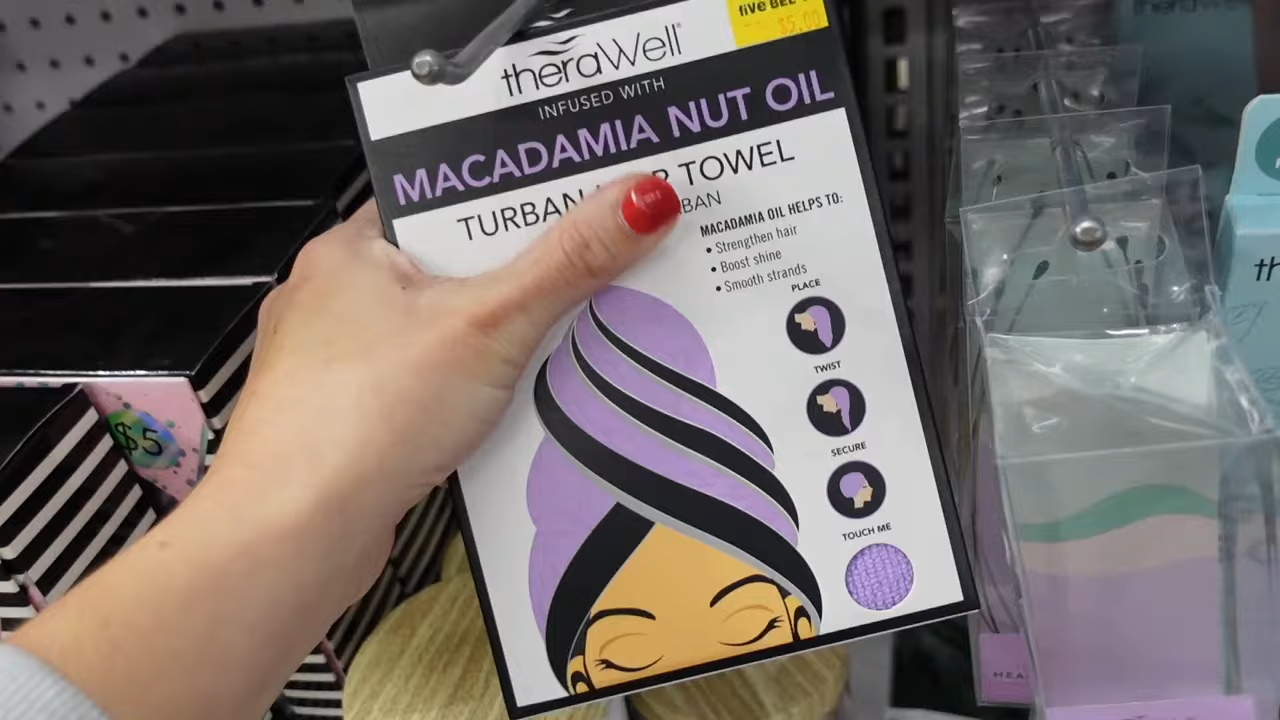 five BEL
$5.00
theraWell
INFUSED WITH
MACADAMIA NUT OIL
TURBAN TOWEL
MACADAMIA OIL HELPS TO:
• Strengthen hair
• Boost shine
• Smooth strands
PLACE
TWIST
SECURE
TOUCH ME
$5